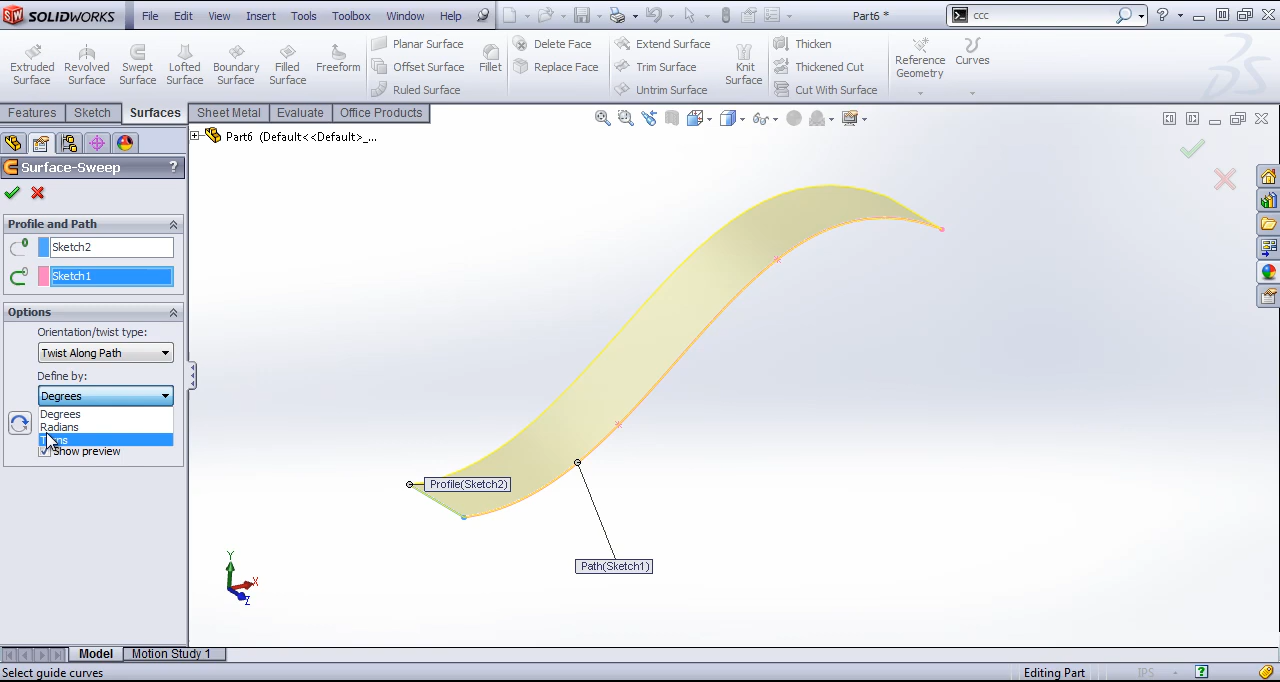 SOLIDWORKS File Edit View Insert Tools Toolbox Window Help Part6 * ccc ?
Extruded Surface
Revolved Surface
Swept Surface
Lofted Surface
Boundary Surface
Filled Surface
Freeform
Planar Surface
Offset Surface
Ruled Surface
Fillet
Delete Face
Replace Face
Extend Surface
Trim Surface
Untrim Surface
Knit Surface
Thicken
Thickened Cut
Cut With Surface
Reference Geometry
Curves
Features Sketch Surfaces Sheet Metal Evaluate Office Products
Part6 (Default<<Default>_...
Surface-Sweep ?
Profile and Path
Sketch2
Sketch1
Options
Orientation/twist type:
Twist Along Path
Define by:
Degrees
Degrees
Radians
Show preview
Profile(Sketch2)
Path(Sketch1)
Y
X
Z
Model Motion Study 1
Select guide curves Editing Part IPS ?